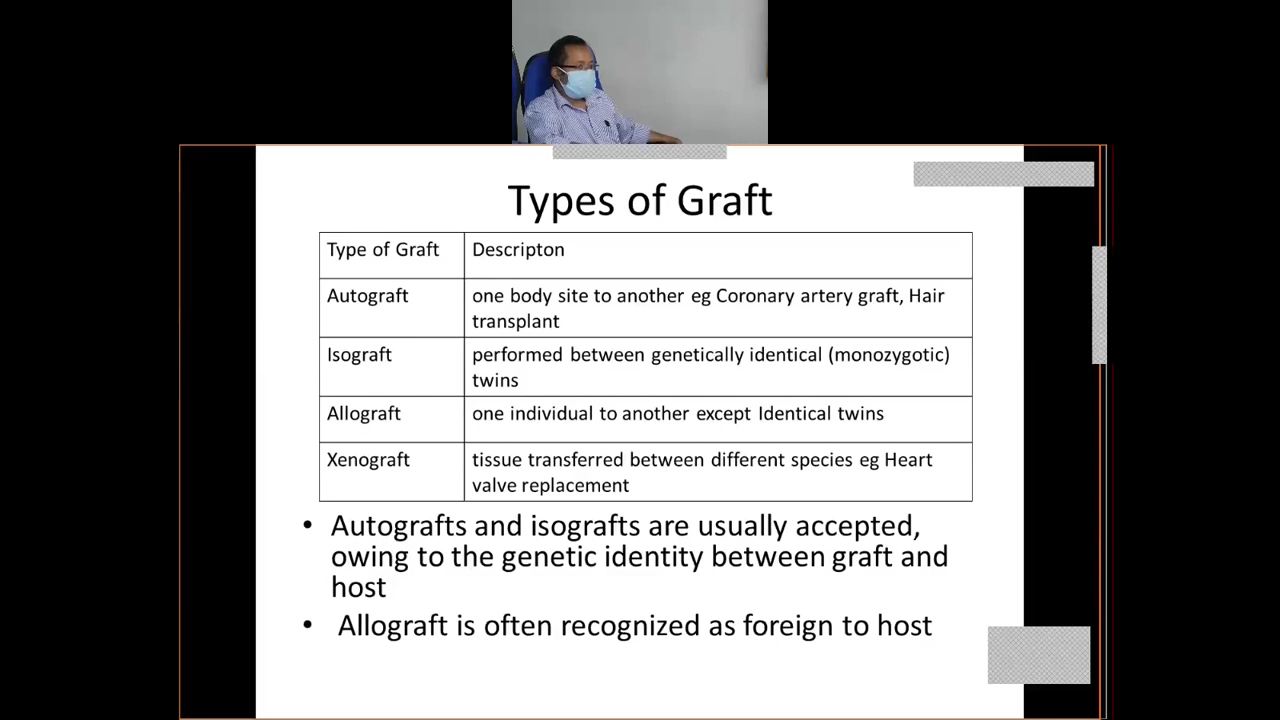 Types of Graft
Type of Graft
Descripton
Autograft
one body site to another eg Coronary artery graft, Hair
transplant
Isograft
performed between genetically identical (monozygotic)
twins
Allograft
one individual to another except Identical twins
Xenograft
tissue transferred between different species eg Heart
valve replacement
• Autografts and isografts are usually accepted,
owing to the genetic identity between graft and
host
• Allograft is often recognized as foreign to host